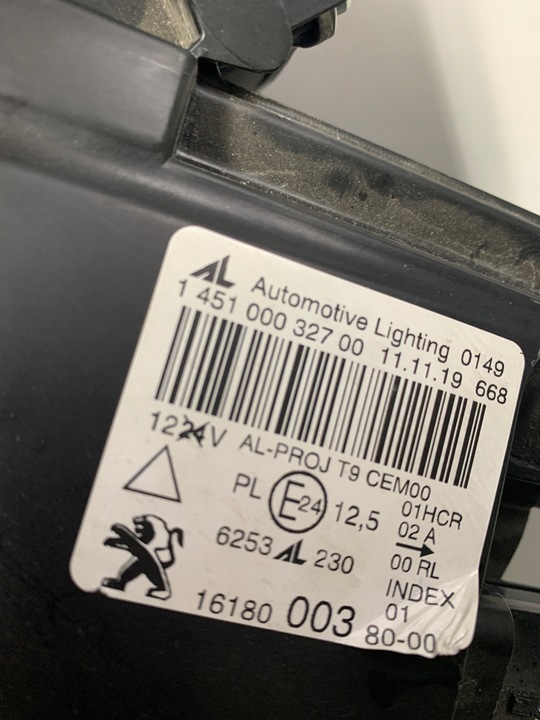 AL Automotive Lighting 0149
1 451 000 327 00 11.11.19 668
1224V AL-PROJ T9 CEM00
PL E24 12,5 01HCR
02 A
6253 AL 230 00 RL
INDEX
01
16180 003 80-00